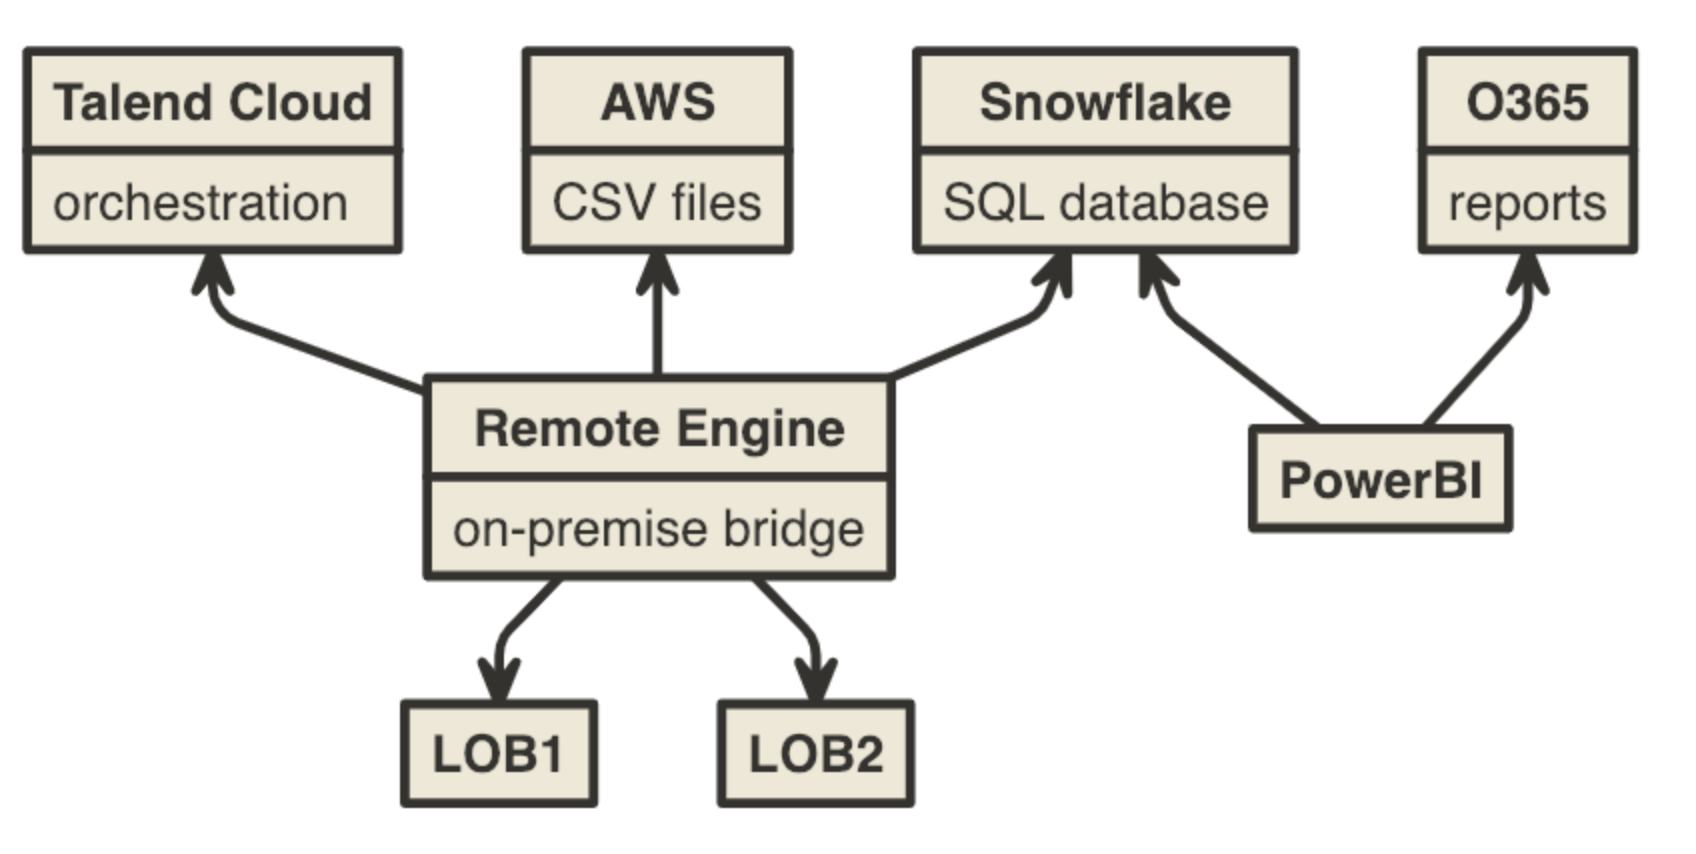 Talend Cloud
orchestration
AWS
CSV files
Snowflake
SQL database
O365
reports
Remote Engine
on-premise bridge
PowerBI
LOB1
LOB2